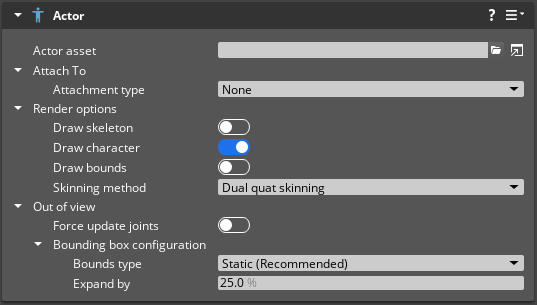 Actor ?
Actor asset
Attach To
Attachment type None
Render options
Draw skeleton
Draw character
Draw bounds
Skinning method Dual quat skinning
Out of view
Force update joints
Bounding box configuration
Bounds type Static (Recommended)
Expand by 25.0 %